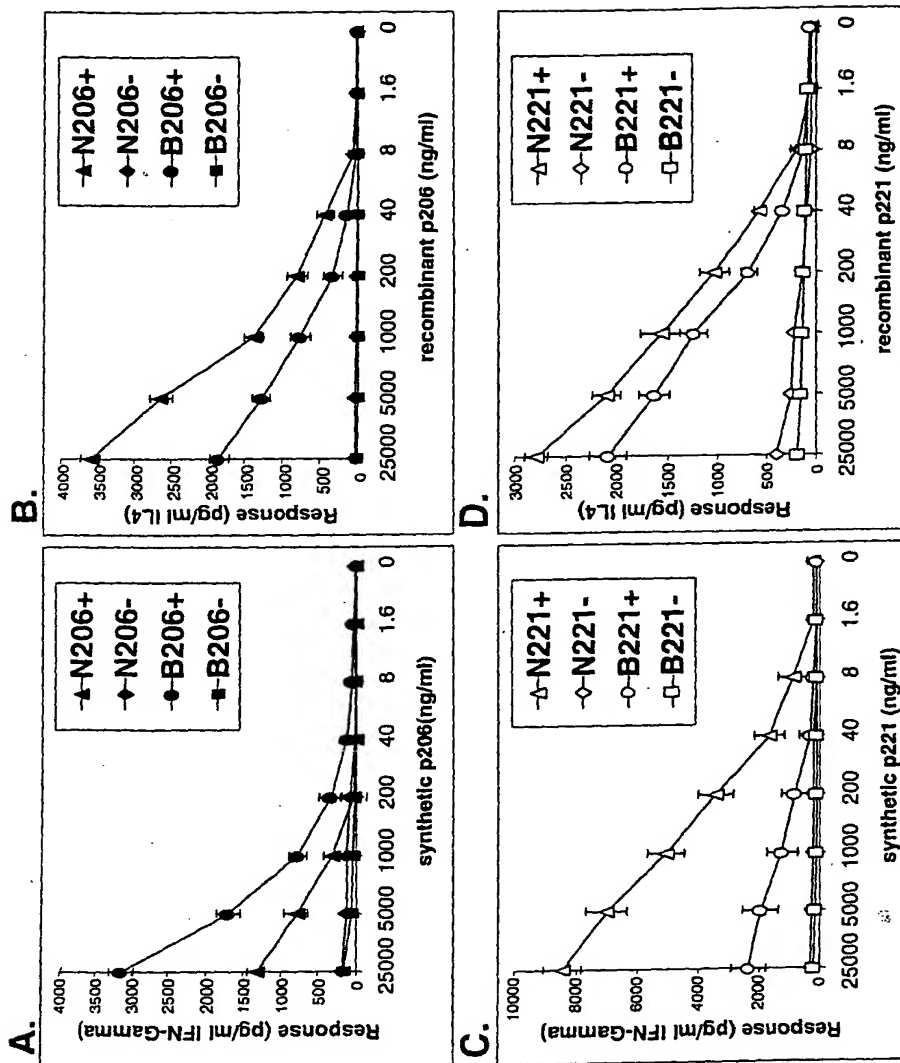 A.
Response (pg/ml IFN-Gamma)
4000
3500
3000
2500
2000
1500
1000
500
0
N206+
N206-
B206+
B206-
25000 5000 1000 200 40 8 1.6 0
synthetic p206(ng/ml)
B.
Response (pg/ml IL4)
4000
3500
3000
2500
2000
1500
1000
500
0
N206+
N206-
B206+
B206-
25000 5000 1000 200 40 8 1.6 0
recombinant p206 (ng/ml)
C.
Response (pg/ml IFN-Gamma)
10000
8000
6000
4000
2000
0
N221+
N221-
B221+
B221-
25000 5000 1000 200 40 8 1.6 0
synthetic p221 (ng/ml)
D.
Response (pg/ml IL4)
3000
2500
2000
1500
1000
500
0
N221+
N221-
B221+
B221-
25000 5000 1000 200 40 8 1.6 0
recombinant p221 (ng/ml)